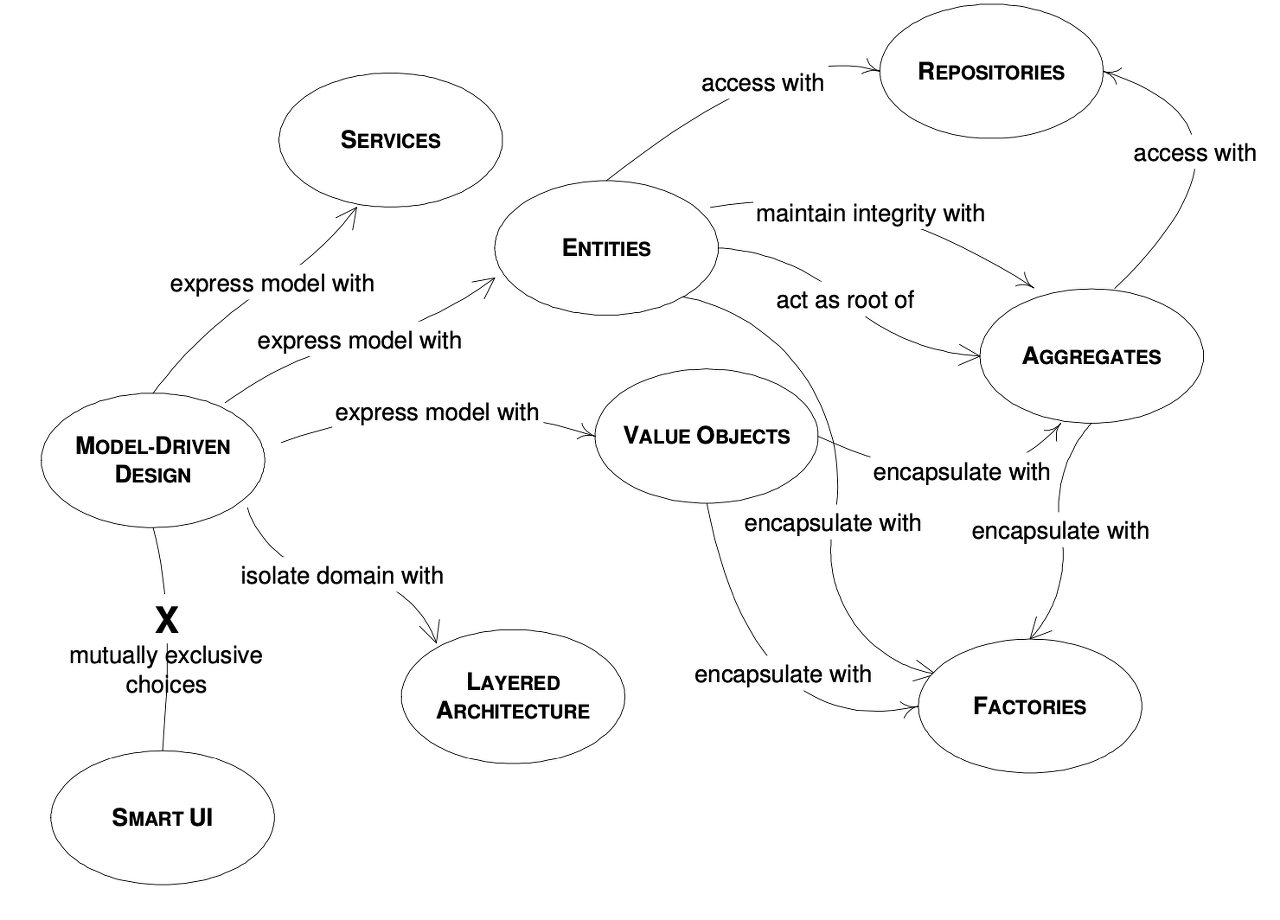 REPOSITORIES
access with
SERVICES
access with
maintain integrity with
ENTITIES
express model with
act as root of
express model with
AGGREGATES
express model with
VALUE OBJECTS
MODEL-DRIVEN
DESIGN
encapsulate with
encapsulate with
encapsulate with
isolate domain with
X
mutually exclusive
choices
encapsulate with
LAYERED
ARCHITECTURE
FACTORIES
SMART UI